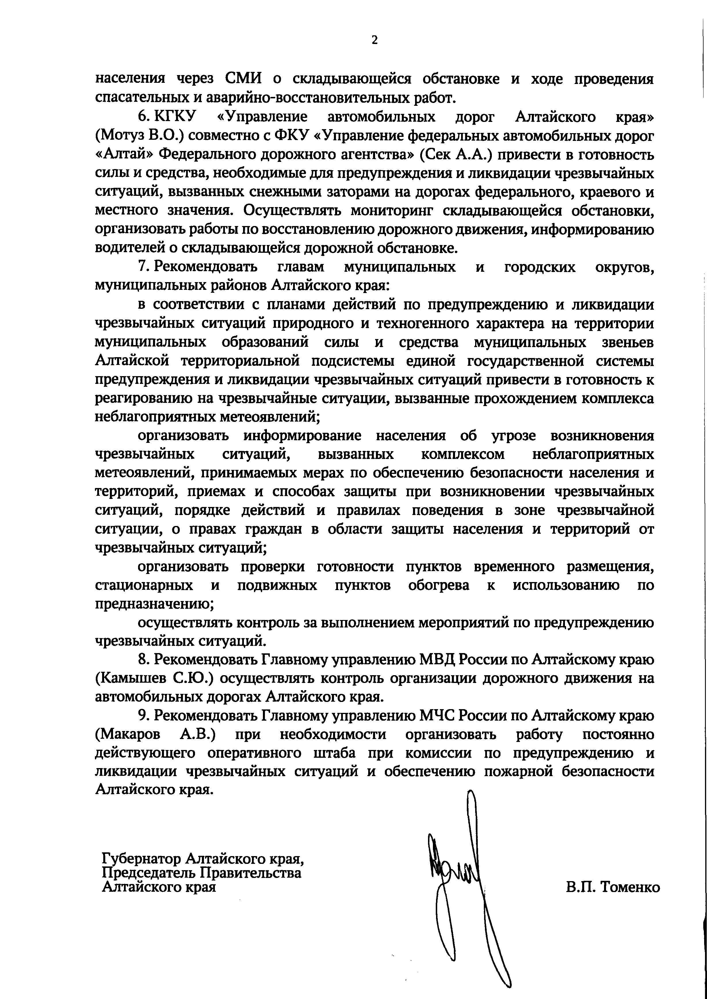 2
населения через СМИ о складывающейся обстановке и ходе проведения
спасательных и аварийно-восстановительных работ.
6. КГКУ «Управление автомобильных дорог Алтайского края»
(Мотуз В.О.) совместно с ФКУ «Управление федеральных автомобильных дорог
«Алтай» Федерального дорожного агентства» (Сек А.А.) привести в готовность
силы и средства, необходимые для предупреждения и ликвидации чрезвычайных
ситуаций, вызванных снежными заторами на дорогах федерального, краевого и
местного значения. Осуществлять мониторинг складывающейся обстановки,
организовать работы по восстановлению дорожного движения, информированию
водителей о складывающейся дорожной обстановке.
7. Рекомендовать главам муниципальных и городских округов,
муниципальных районов Алтайского края:
в соответствии с планами действий по предупреждению и ликвидации
чрезвычайных ситуаций природного и техногенного характера на территории
муниципальных образований силы и средства муниципальных звеньев
Алтайской территориальной подсистемы единой государственной системы
предупреждения и ликвидации чрезвычайных ситуаций привести в готовность к
реагированию на чрезвычайные ситуации, вызванные прохождением комплекса
неблагоприятных метеоявлений;
организовать информирование населения об угрозе возникновения
чрезвычайных ситуаций, вызванных комплексом неблагоприятных
метеоявлений, принимаемых мерах по обеспечению безопасности населения и
территорий, приемах и способах защиты при возникновении чрезвычайных
ситуаций, порядке действий и правилах поведения в зоне чрезвычайной
ситуации, о правах граждан в области защиты населения и территорий от
чрезвычайных ситуаций;
организовать проверки готовности пунктов временного размещения,
стационарных и подвижных пунктов обогрева к использованию по
предназначению;
осуществлять контроль за выполнением мероприятий по предупреждению
чрезвычайных ситуаций.
8. Рекомендовать Главному управлению МВД России по Алтайскому краю
(Камышев С.Ю.) осуществлять контроль организации дорожного движения на
автомобильных дорогах Алтайского края.
9. Рекомендовать Главному управлению МЧС России по Алтайскому краю
(Макаров А.В.) при необходимости организовать работу постоянно
действующего оперативного штаба при комиссии по предупреждению и
ликвидации чрезвычайных ситуаций и обеспечению пожарной безопасности
Алтайского края.
Губернатор Алтайского края,
Председатель Правительства
Алтайского края
В.П. Томенко